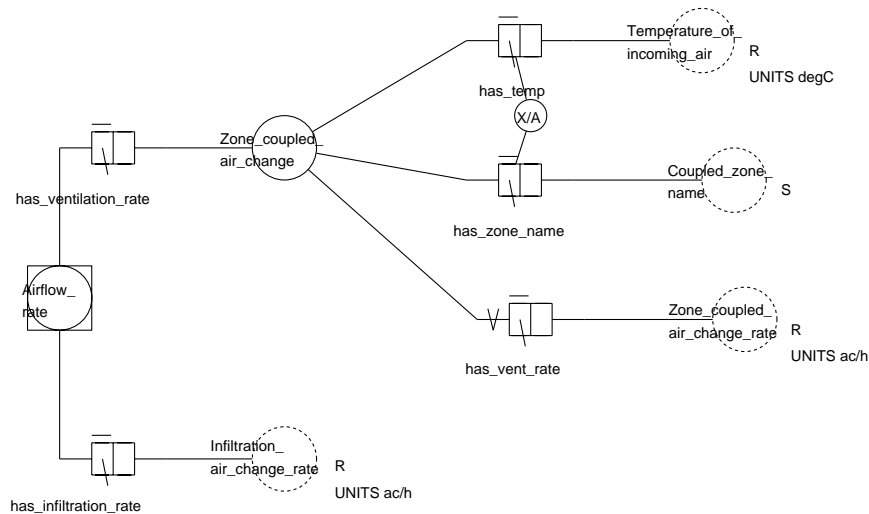 Temperature_of_
incoming_air
R
UNITS degC
has_temp
X/A
Zone_coupled_
air_change
Coupled_zone_
name
S
has_ventilation_rate
has_zone_name
Airflow_
rate
Zone_coupled_
air_change_rate
R
UNITS ac/h
V
has_vent_rate
Infiltration_
air_change_rate
R
UNITS ac/h
has_infiltration_rate